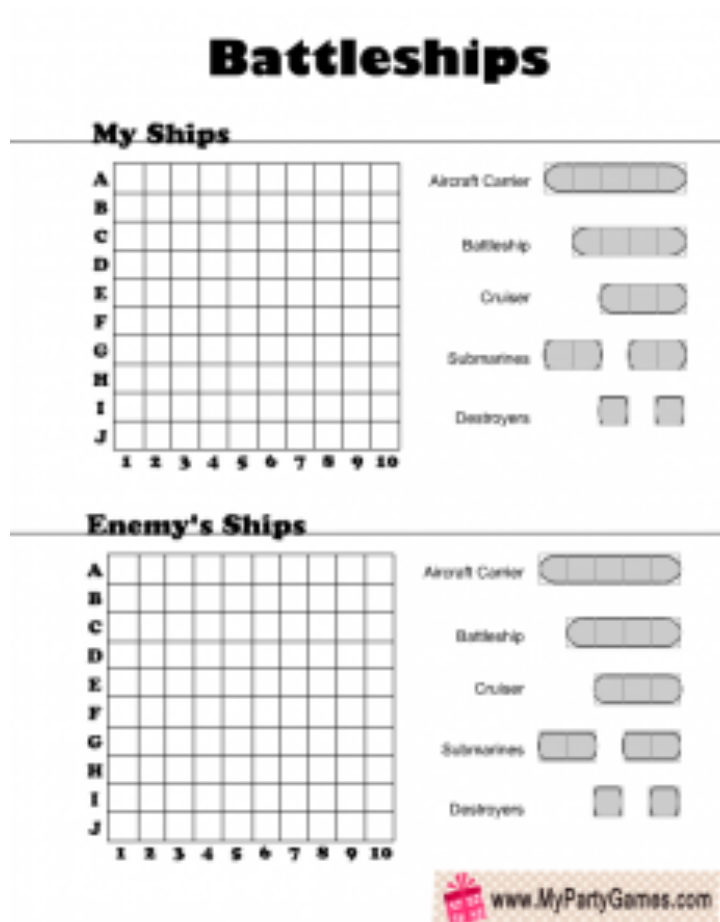 Battleships
My Ships
A
Aircraft Carrier
B
C
Battleship
D
E
Cruiser
F
G
Submarines
H
I
Destroyers
J
1 2 3 4 5 6 7 8 9 10
Enemy's Ships
A
Aircraft Carrier
B
C
Battleship
D
E
Cruiser
F
G
Submarines
H
I
Destroyers
J
1 2 3 4 5 6 7 8 9 10
www.MyPartyGames.com